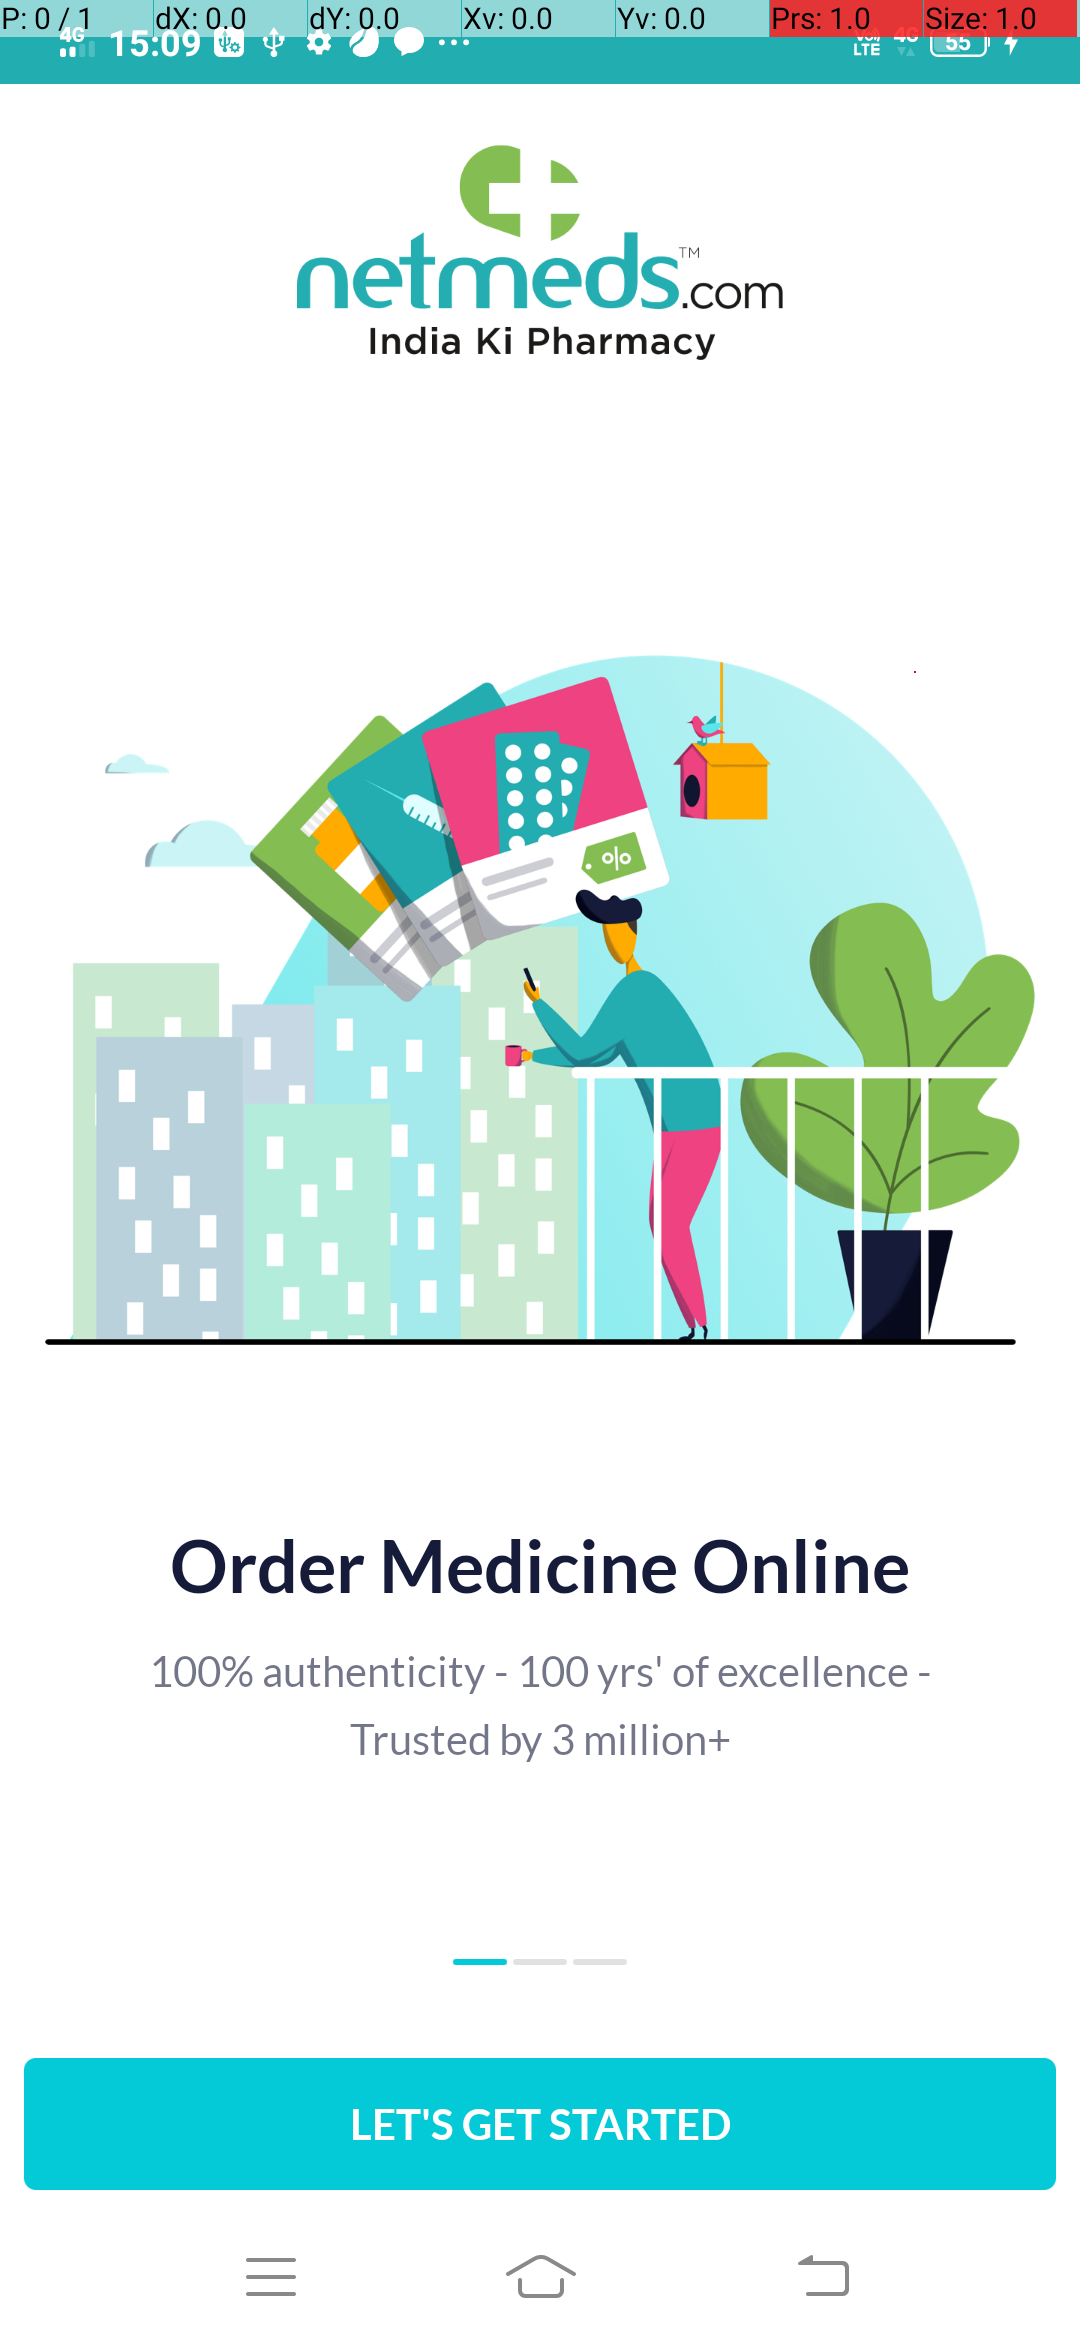 P: 0 / 1 dX: 0.0 dY: 0.0 Xv: 0.0 Yv: 0.0 Prs: 1.0 Size: 1.0
4G 15:09 VoLTE 4G 55
netmeds.com™
India Ki Pharmacy
%
Order Medicine Online
100% authenticity - 100 yrs' of excellence -
Trusted by 3 million+
LET'S GET STARTED